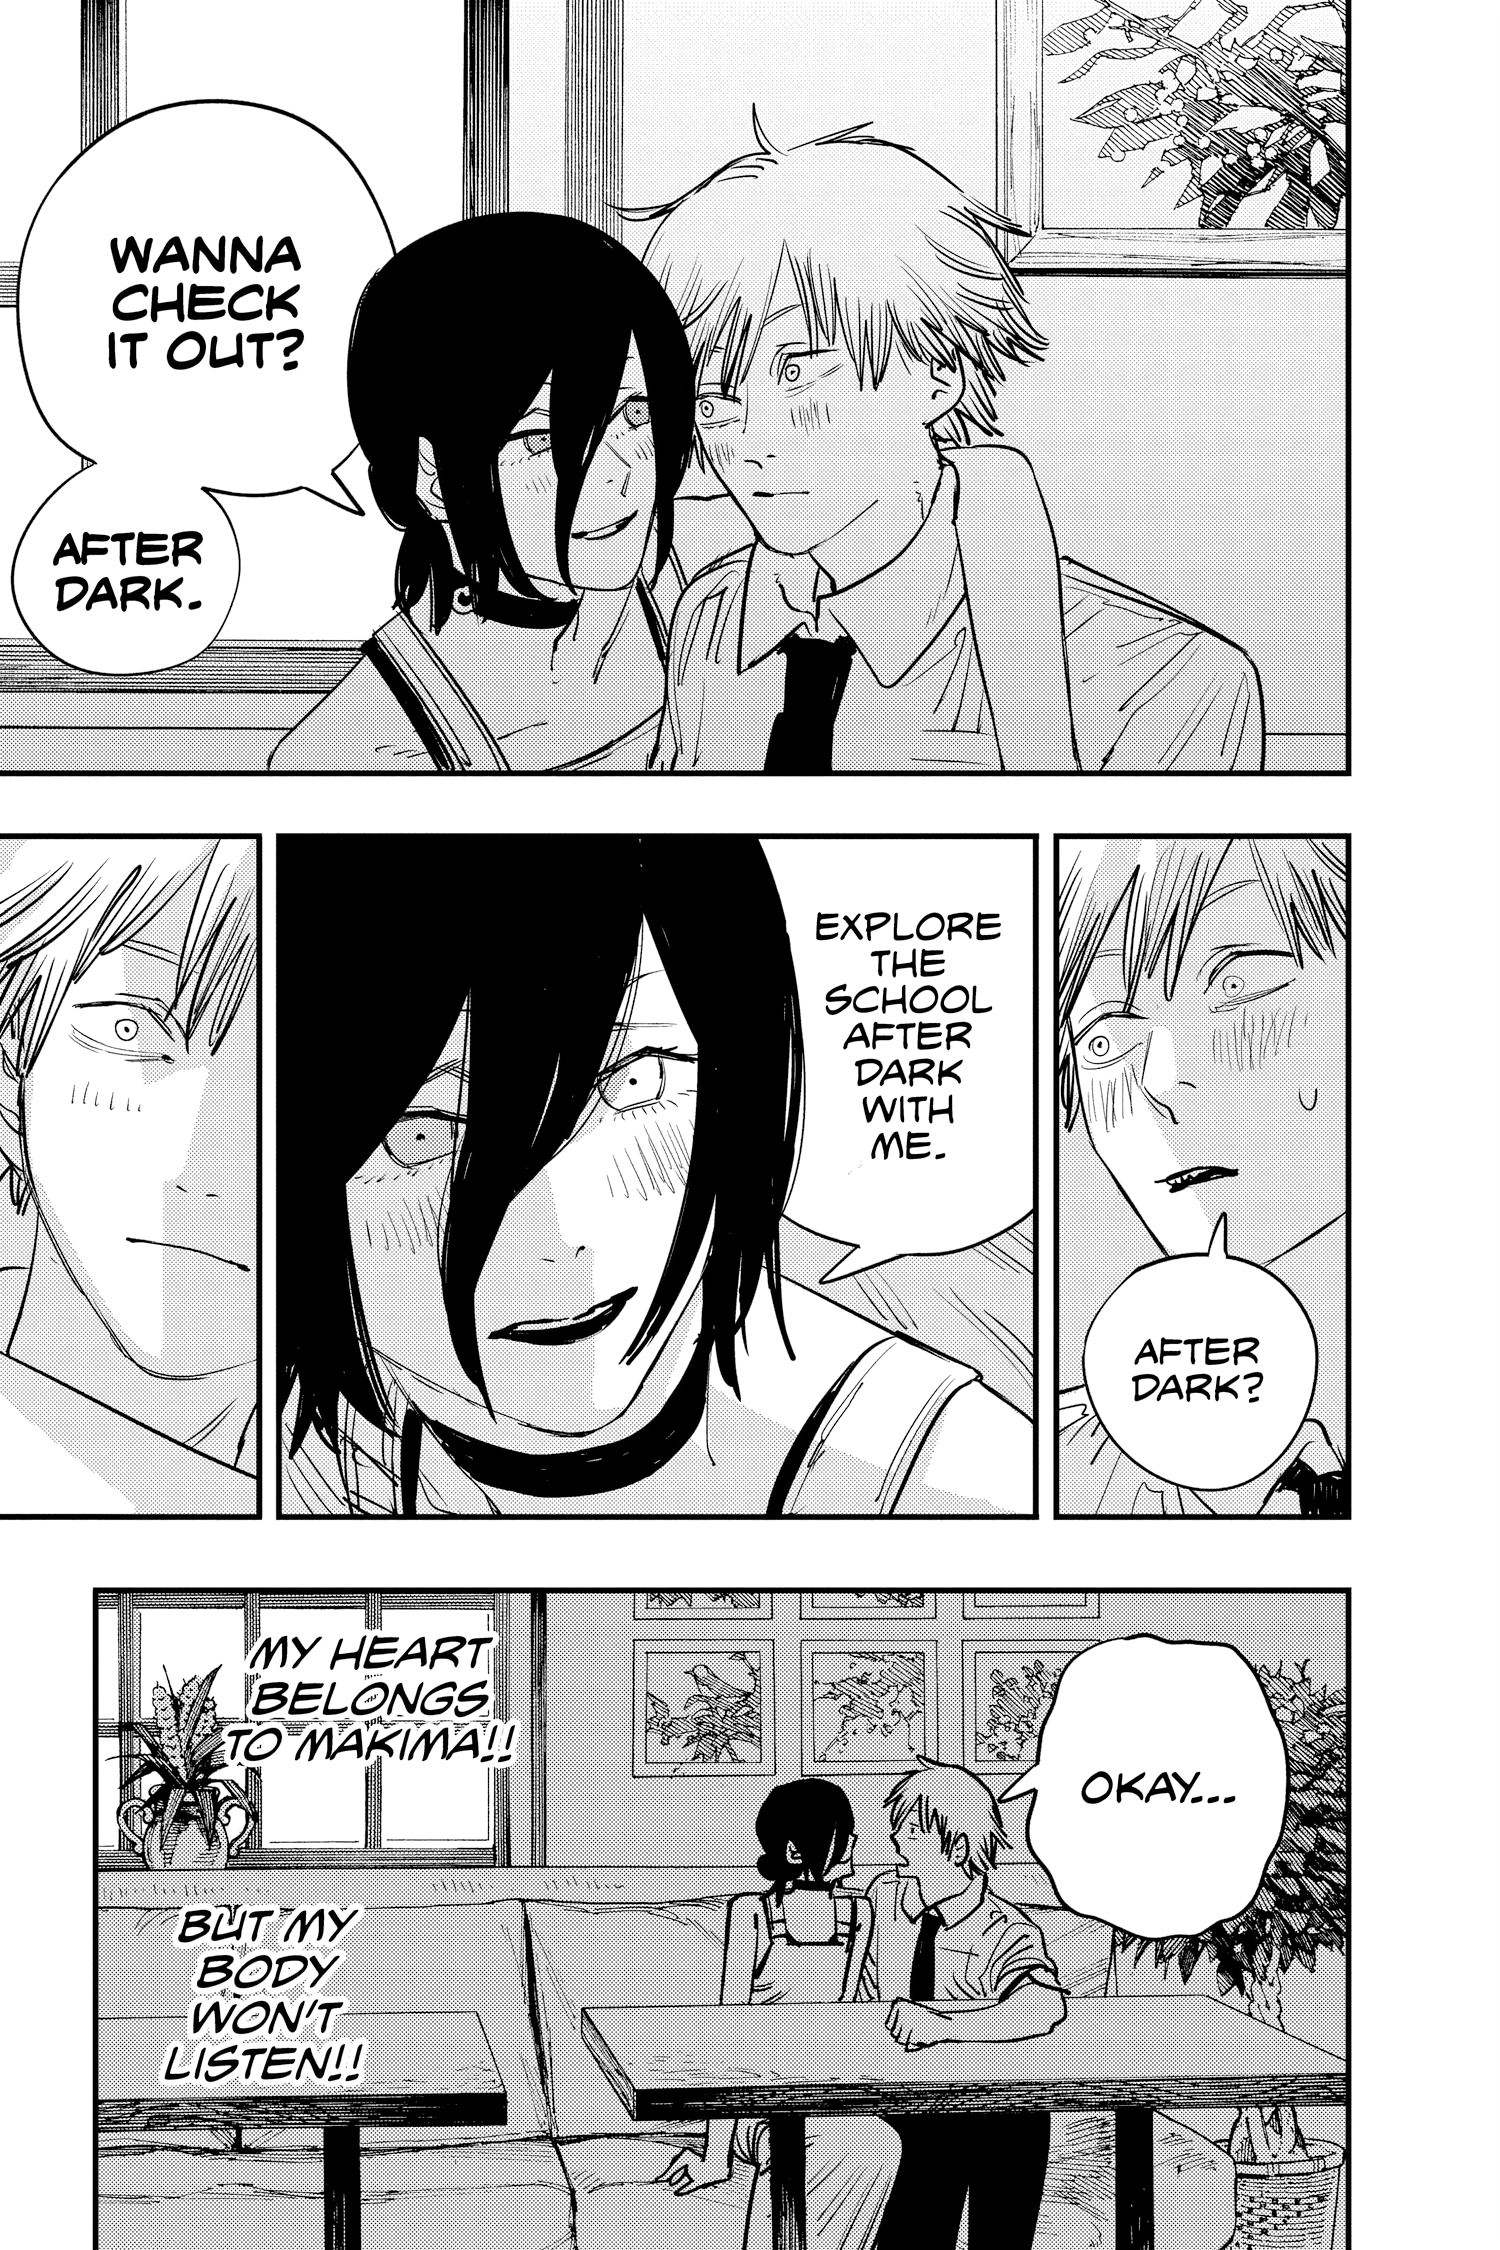 WANNA
CHECK
IT OUT?
AFTER
DARK.
AFTER
DARK?
EXPLORE
THE
SCHOOL
AFTER
DARK
WITH
ME.
OKAY...
MY HEART
BELONGS
TO MAKIMA!!
BUT MY
BODY
WON'T
LISTEN!!